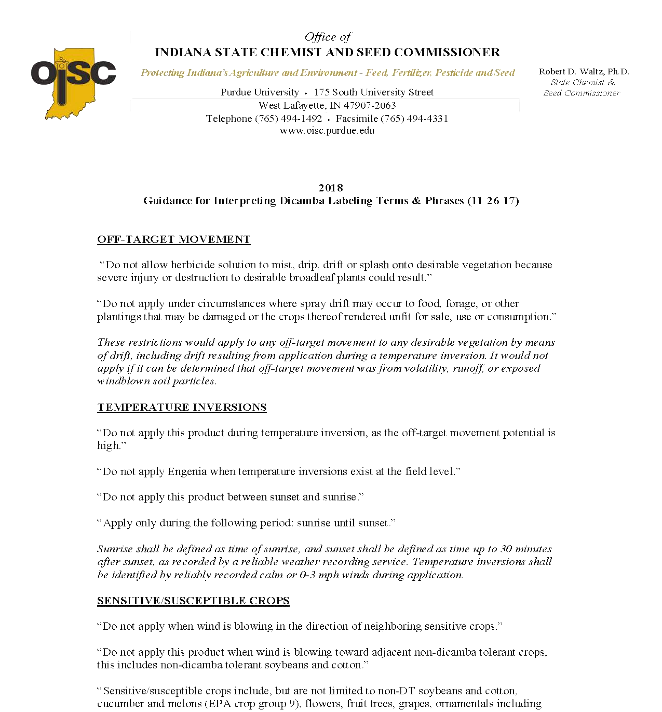 OISC
Office of
INDIANA STATE CHEMIST AND SEED COMMISSIONER
Protecting Indiana's Agriculture and Environment - Feed, Fertilizer, Pesticide and Seed
Purdue University • 175 South University Street
West Lafayette, IN 47907-2063
Telephone (765) 494-1492 • Facsimile (765) 494-4331
www.oisc.purdue.edu
Robert D. Waltz, Ph.D.
State Chemist &
Seed Commissioner
2018
Guidance for Interpreting Dicamba Labeling Terms & Phrases (11-26-17)
OFF-TARGET MOVEMENT
“Do not allow herbicide solution to mist, drip, drift or splash onto desirable vegetation because
severe injury or destruction to desirable broadleaf plants could result.”
“Do not apply under circumstances where spray drift may occur to food, forage, or other
plantings that may be damaged or the crops thereof rendered unfit for sale, use or consumption.”
These restrictions would apply to any off-target movement to any desirable vegetation by means
of drift, including drift resulting from application during a temperature inversion. It would not
apply if it can be determined that off-target movement was from volatility, runoff, or exposed
windblown soil particles.
TEMPERATURE INVERSIONS
“Do not apply this product during temperature inversion, as the off-target movement potential is
high.”
“Do not apply Engenia when temperature inversions exist at the field level.”
“Do not apply this product between sunset and sunrise.”
“Apply only during the following period: sunrise until sunset.”
Sunrise shall be defined as time of sunrise, and sunset shall be defined as time up to 30 minutes
after sunset, as recorded by a reliable weather recording service. Temperature inversions shall
be identified by reliably recorded calm or 0-3 mph winds during application.
SENSITIVE/SUSCEPTIBLE CROPS
“Do not apply when wind is blowing in the direction of neighboring sensitive crops.”
“Do not apply this product when wind is blowing toward adjacent non-dicamba tolerant crops,
this includes non-dicamba tolerant soybeans and cotton.”
“Sensitive/susceptible crops include, but are not limited to non-DT soybeans and cotton,
cucumber and melons (EPA crop group 9), flowers, fruit trees, grapes, ornamentals including